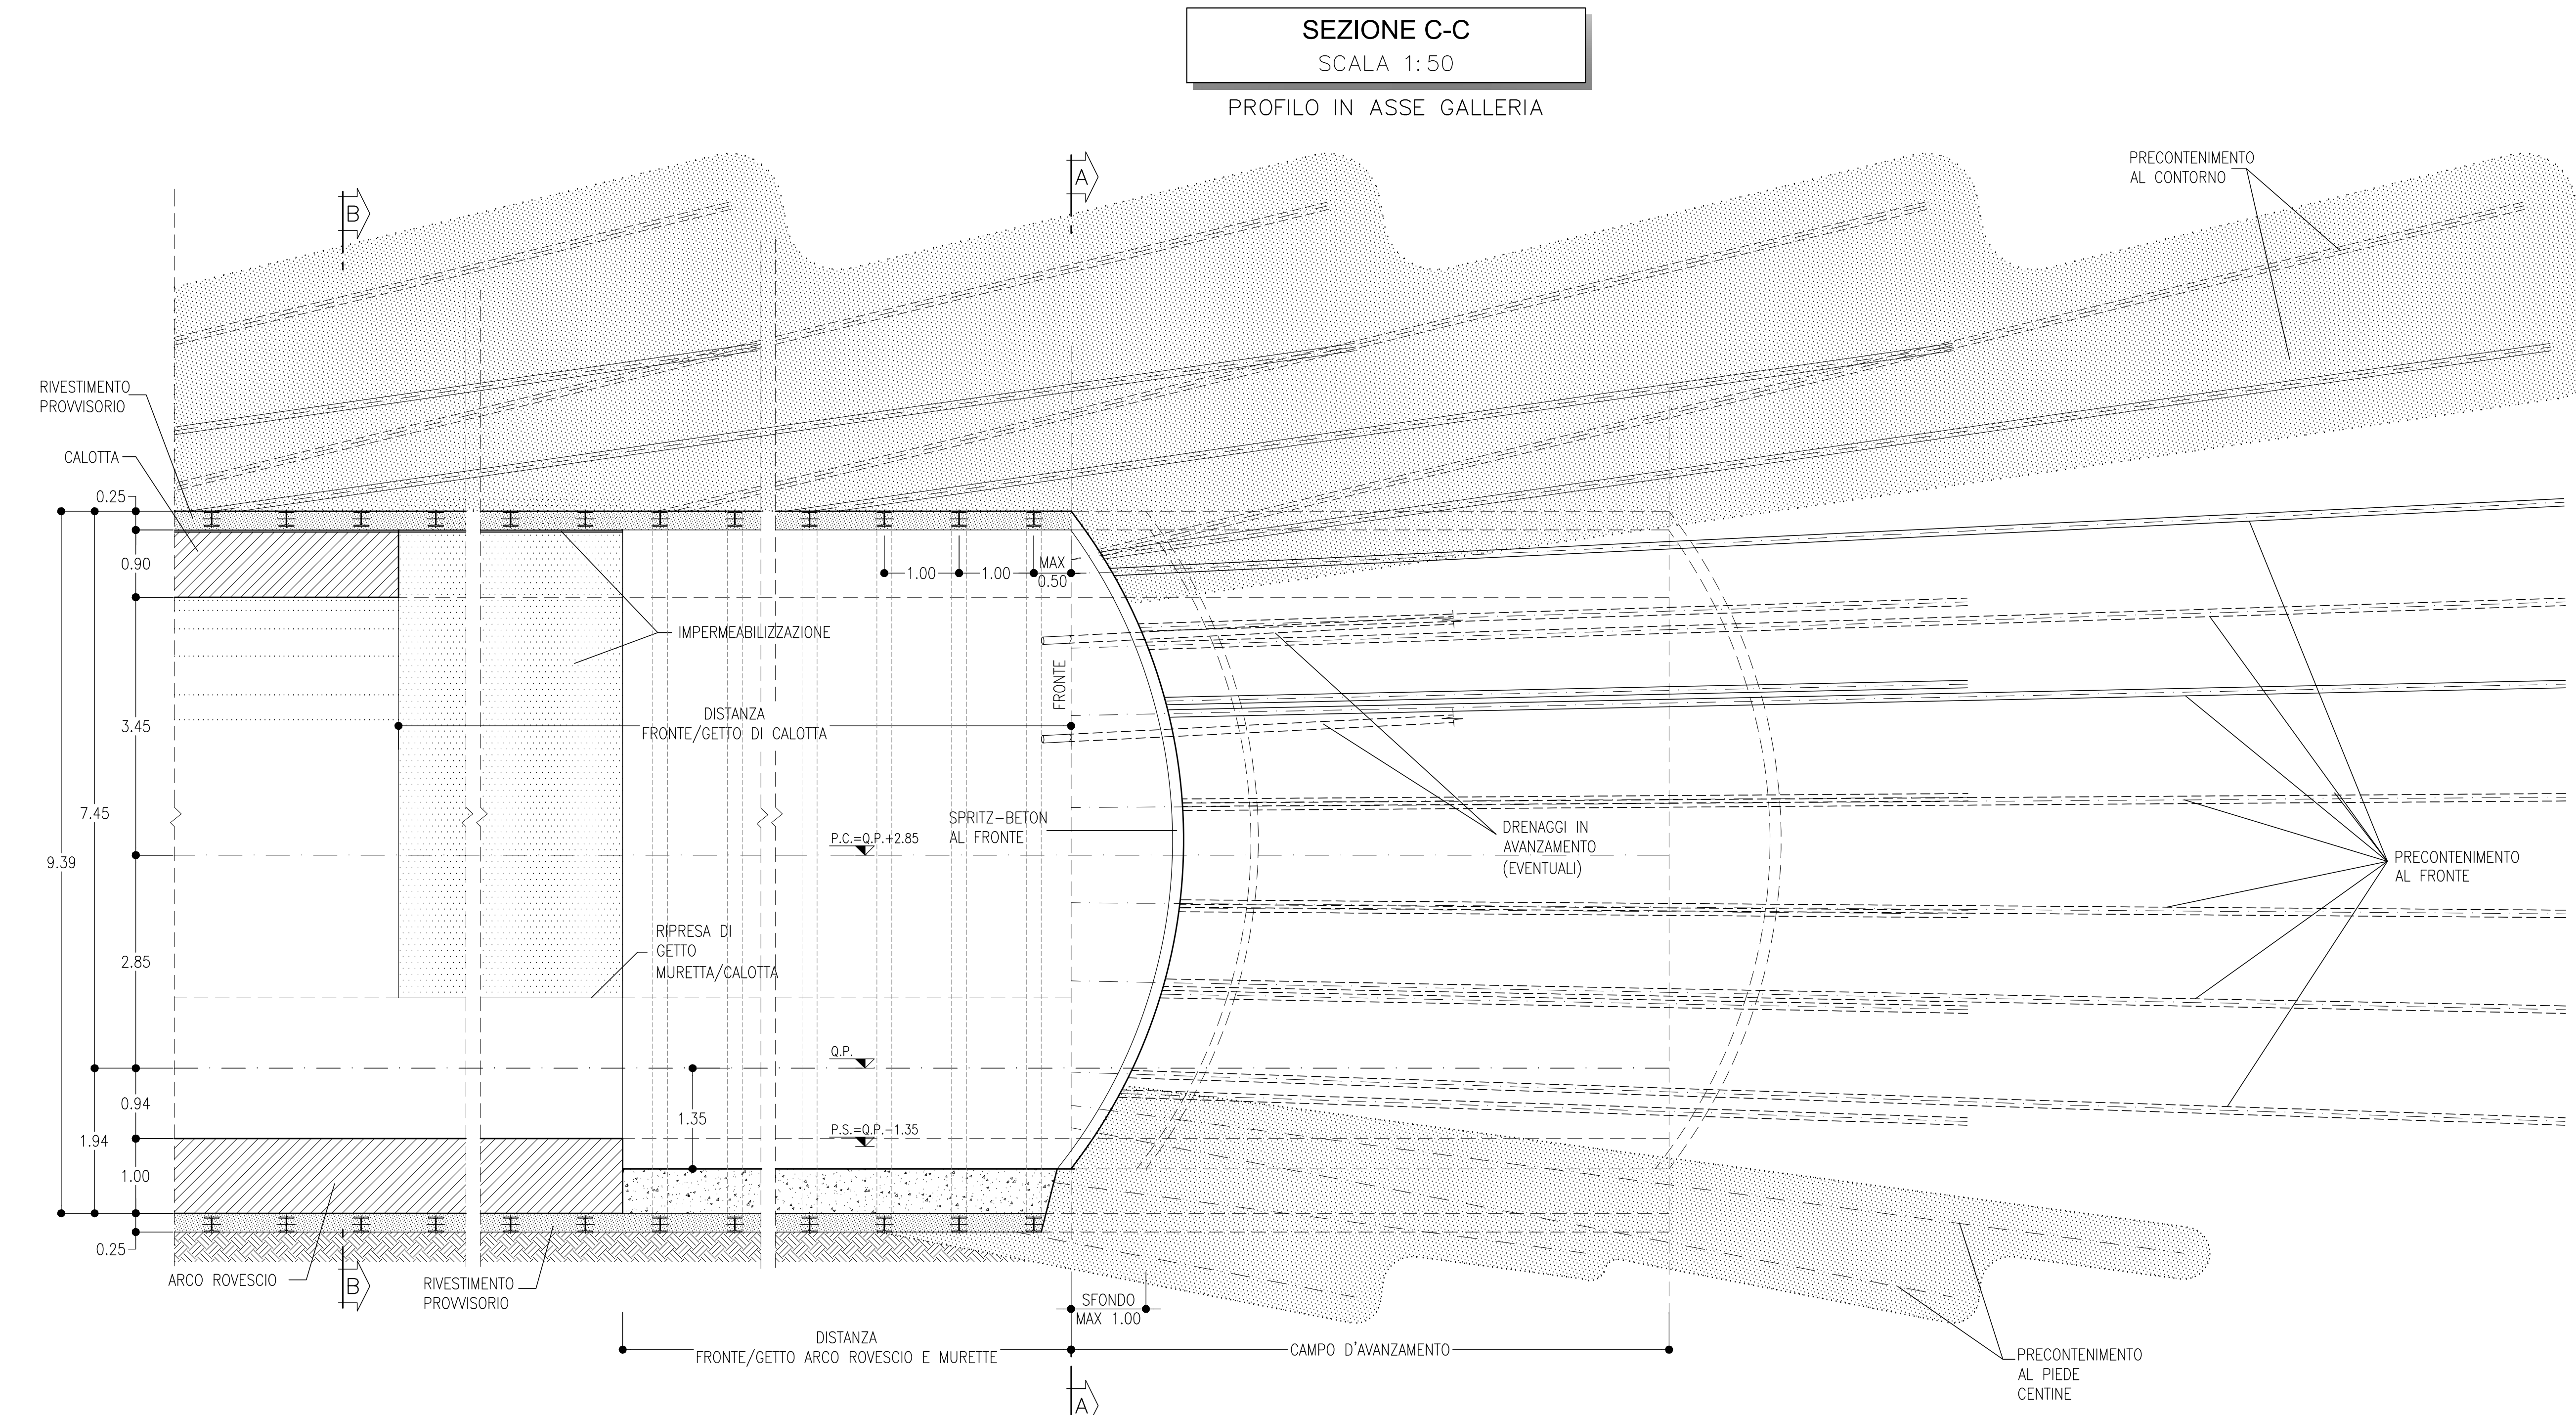 SEZIONE C-C
SCALA 1:50
PROFILO IN ASSE GALLERIA
PRECONTENIMENTO
AL CONTORNO
A
B
RIVESTIMENTO
PROVVISORIO
CALOTTA
0.25
0.90
3.45
7.45
9.39
2.85
0.94
1.94
1.00
0.25
1.00
1.00
MAX
0.50
IMPERMEABILIZZAZIONE
FRONTE
DISTANZA
FRONTE/GETTO DI CALOTTA
SPRITZ-BETON
AL FRONTE
P.C.=Q.P.+2.85
DRENAGGI IN
AVANZAMENTO
(EVENTUALI)
PRECONTENIMENTO
AL FRONTE
RIPRESA DI
GETTO
MURETTA/CALOTTA
Q.P.
1.35
P.S.=Q.P.-1.35
ARCO ROVESCIO
B
RIVESTIMENTO
PROVVISORIO
SFONDO
MAX 1.00
DISTANZA
FRONTE/GETTO ARCO ROVESCIO E MURETTE
CAMPO D'AVANZAMENTO
PRECONTENIMENTO
AL PIEDE
CENTINE
A